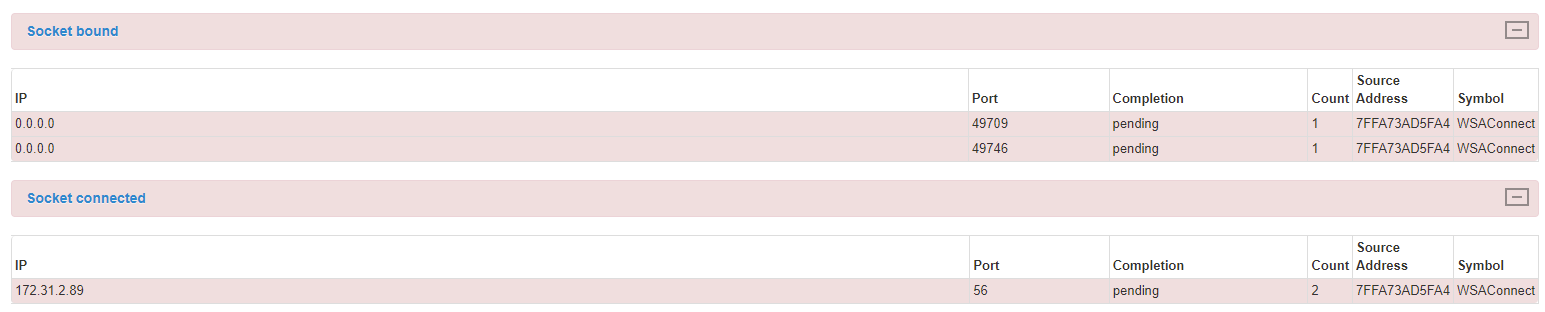 Socket bound
IP Port Completion Count Source Address Symbol
0.0.0.0 49709 pending 1 7FFA73AD5FA4 WSAConnect
0.0.0.0 49746 pending 1 7FFA73AD5FA4 WSAConnect
Socket connected
IP Port Completion Count Source Address Symbol
172.31.2.89 56 pending 2 7FFA73AD5FA4 WSAConnect